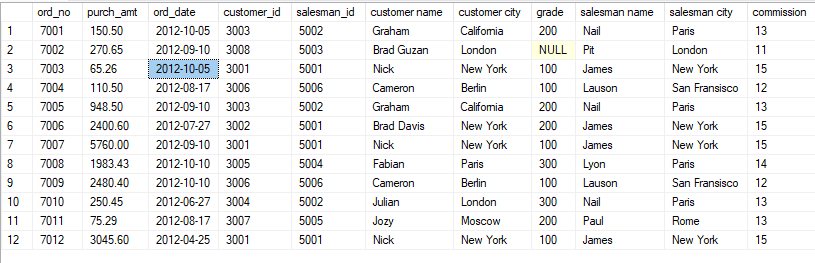 ord_no purch_amt ord_date customer_id salesman_id customer name customer city grade salesman name salesman city commission
1 7001 150.50 2012-10-05 3003 5002 Graham California 200 Nail Paris 13
2 7002 270.65 2012-09-10 3008 5003 Brad Guzan London NULL Pit London 11
3 7003 65.26 2012-10-05 3001 5001 Nick New York 100 James New York 15
4 7004 110.50 2012-08-17 3006 5006 Cameron Berlin 100 Lauson San Fransisco 12
5 7005 948.50 2012-09-10 3003 5002 Graham California 200 Nail Paris 13
6 7006 2400.60 2012-07-27 3002 5001 Brad Davis New York 200 James New York 15
7 7007 5760.00 2012-09-10 3001 5001 Nick New York 100 James New York 15
8 7008 1983.43 2012-10-10 3005 5004 Fabian Paris 300 Lyon Paris 14
9 7009 2480.40 2012-10-10 3006 5006 Cameron Berlin 100 Lauson San Fransisco 12
10 7010 250.45 2012-06-27 3004 5002 Julian London 300 Nail Paris 13
11 7011 75.29 2012-08-17 3007 5005 Jozy Moscow 200 Paul Rome 13
12 7012 3045.60 2012-04-25 3001 5001 Nick New York 100 James New York 15